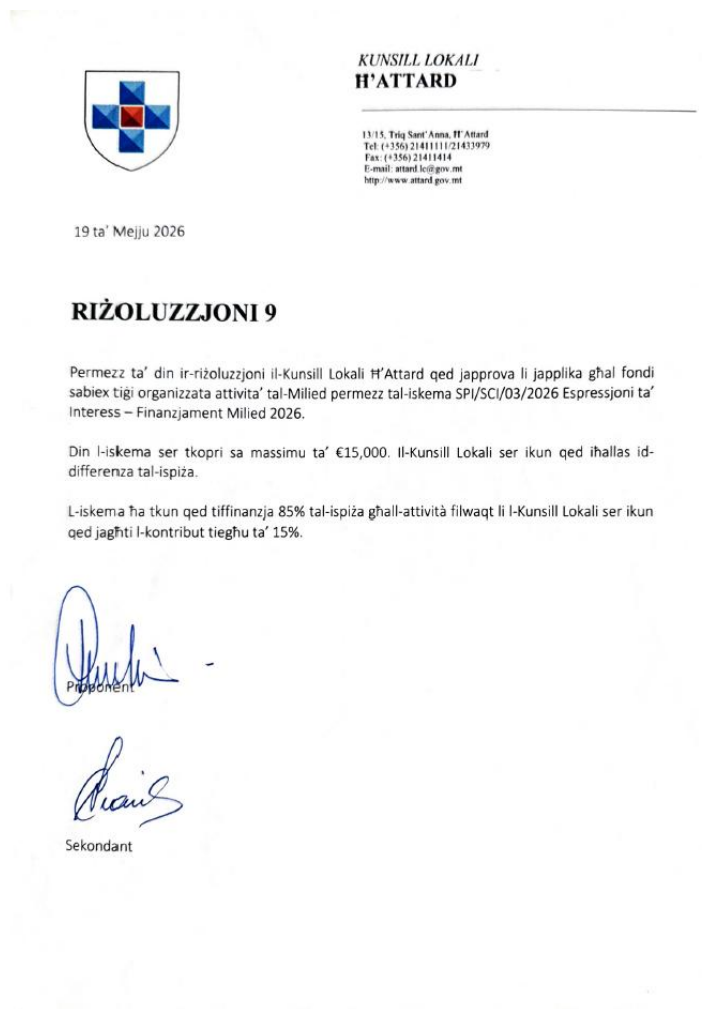 KUNSILL LOKALI
Ħ'ATTARD
13/15, Triq Sant' Anna, Ħ' Attard
Tel: (+356) 21411111/21433979
Fax: (+356) 21411414
E-mail: attard.lc@gov.mt
http://www.attard.gov.mt
19 ta' Mejju 2026
RIŻOLUZZJONI 9
Permezz ta' din ir-riżoluzzjoni il-Kunsill Lokali Ħ'Attard qed japprova li japplika għal fondi
sabiex tiġi organizzata attivita' tal-Milied permezz tal-iskema SPI/SCI/03/2026 Espressjoni ta'
Interess – Finanzjament Milied 2026.
Din l-iskema ser tkopri sa massimu ta' €15,000. Il-Kunsill Lokali ser ikun qed iħallas id-
differenza tal-ispiża.
L-iskema ħa tkun qed tiffinanzja 85% tal-ispiża għall-attività filwaqt li l-Kunsill Lokali ser ikun
qed jagħti l-kontribut tiegħu ta' 15%.
Proponent
Sekondant